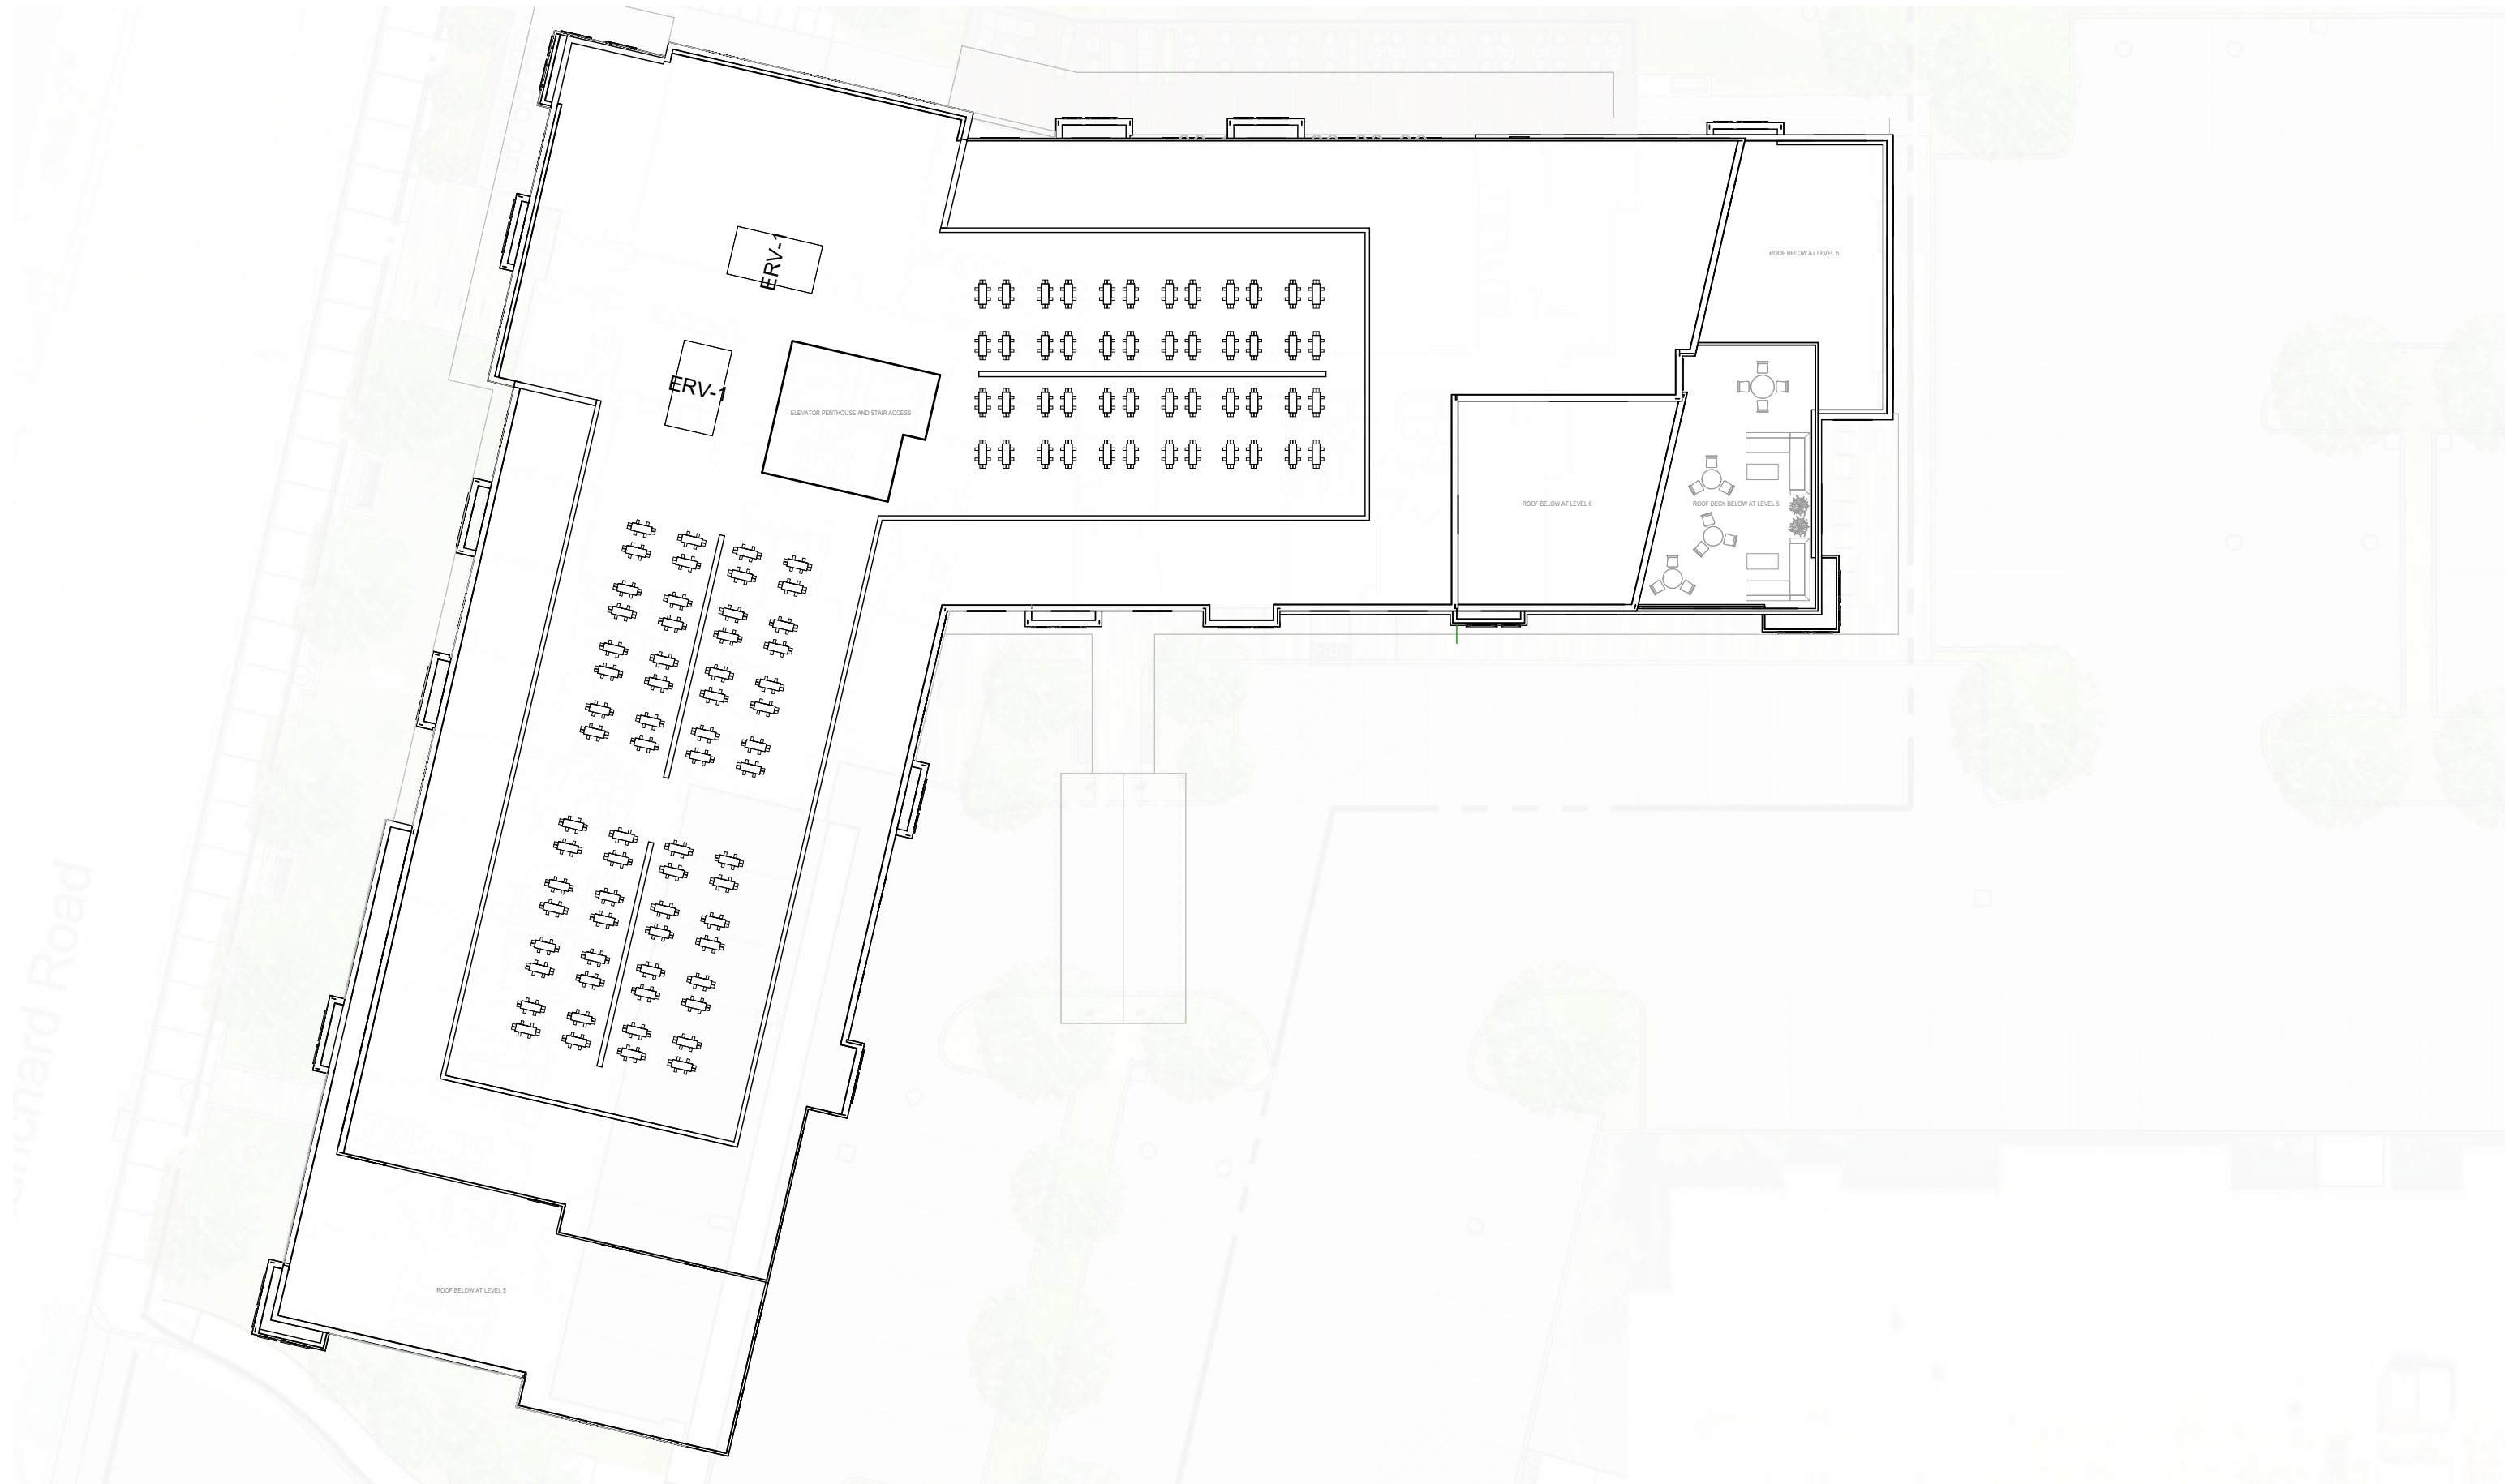 ROOF BELOW AT LEVEL 5
ERV-1
ERV-1
ELEVATOR PENTHOUSE AND STAIR ACCESS
ROOF BELOW AT LEVEL 6
ROOF DECK BELOW AT LEVEL 5
Road
ROOF BELOW AT LEVEL 5